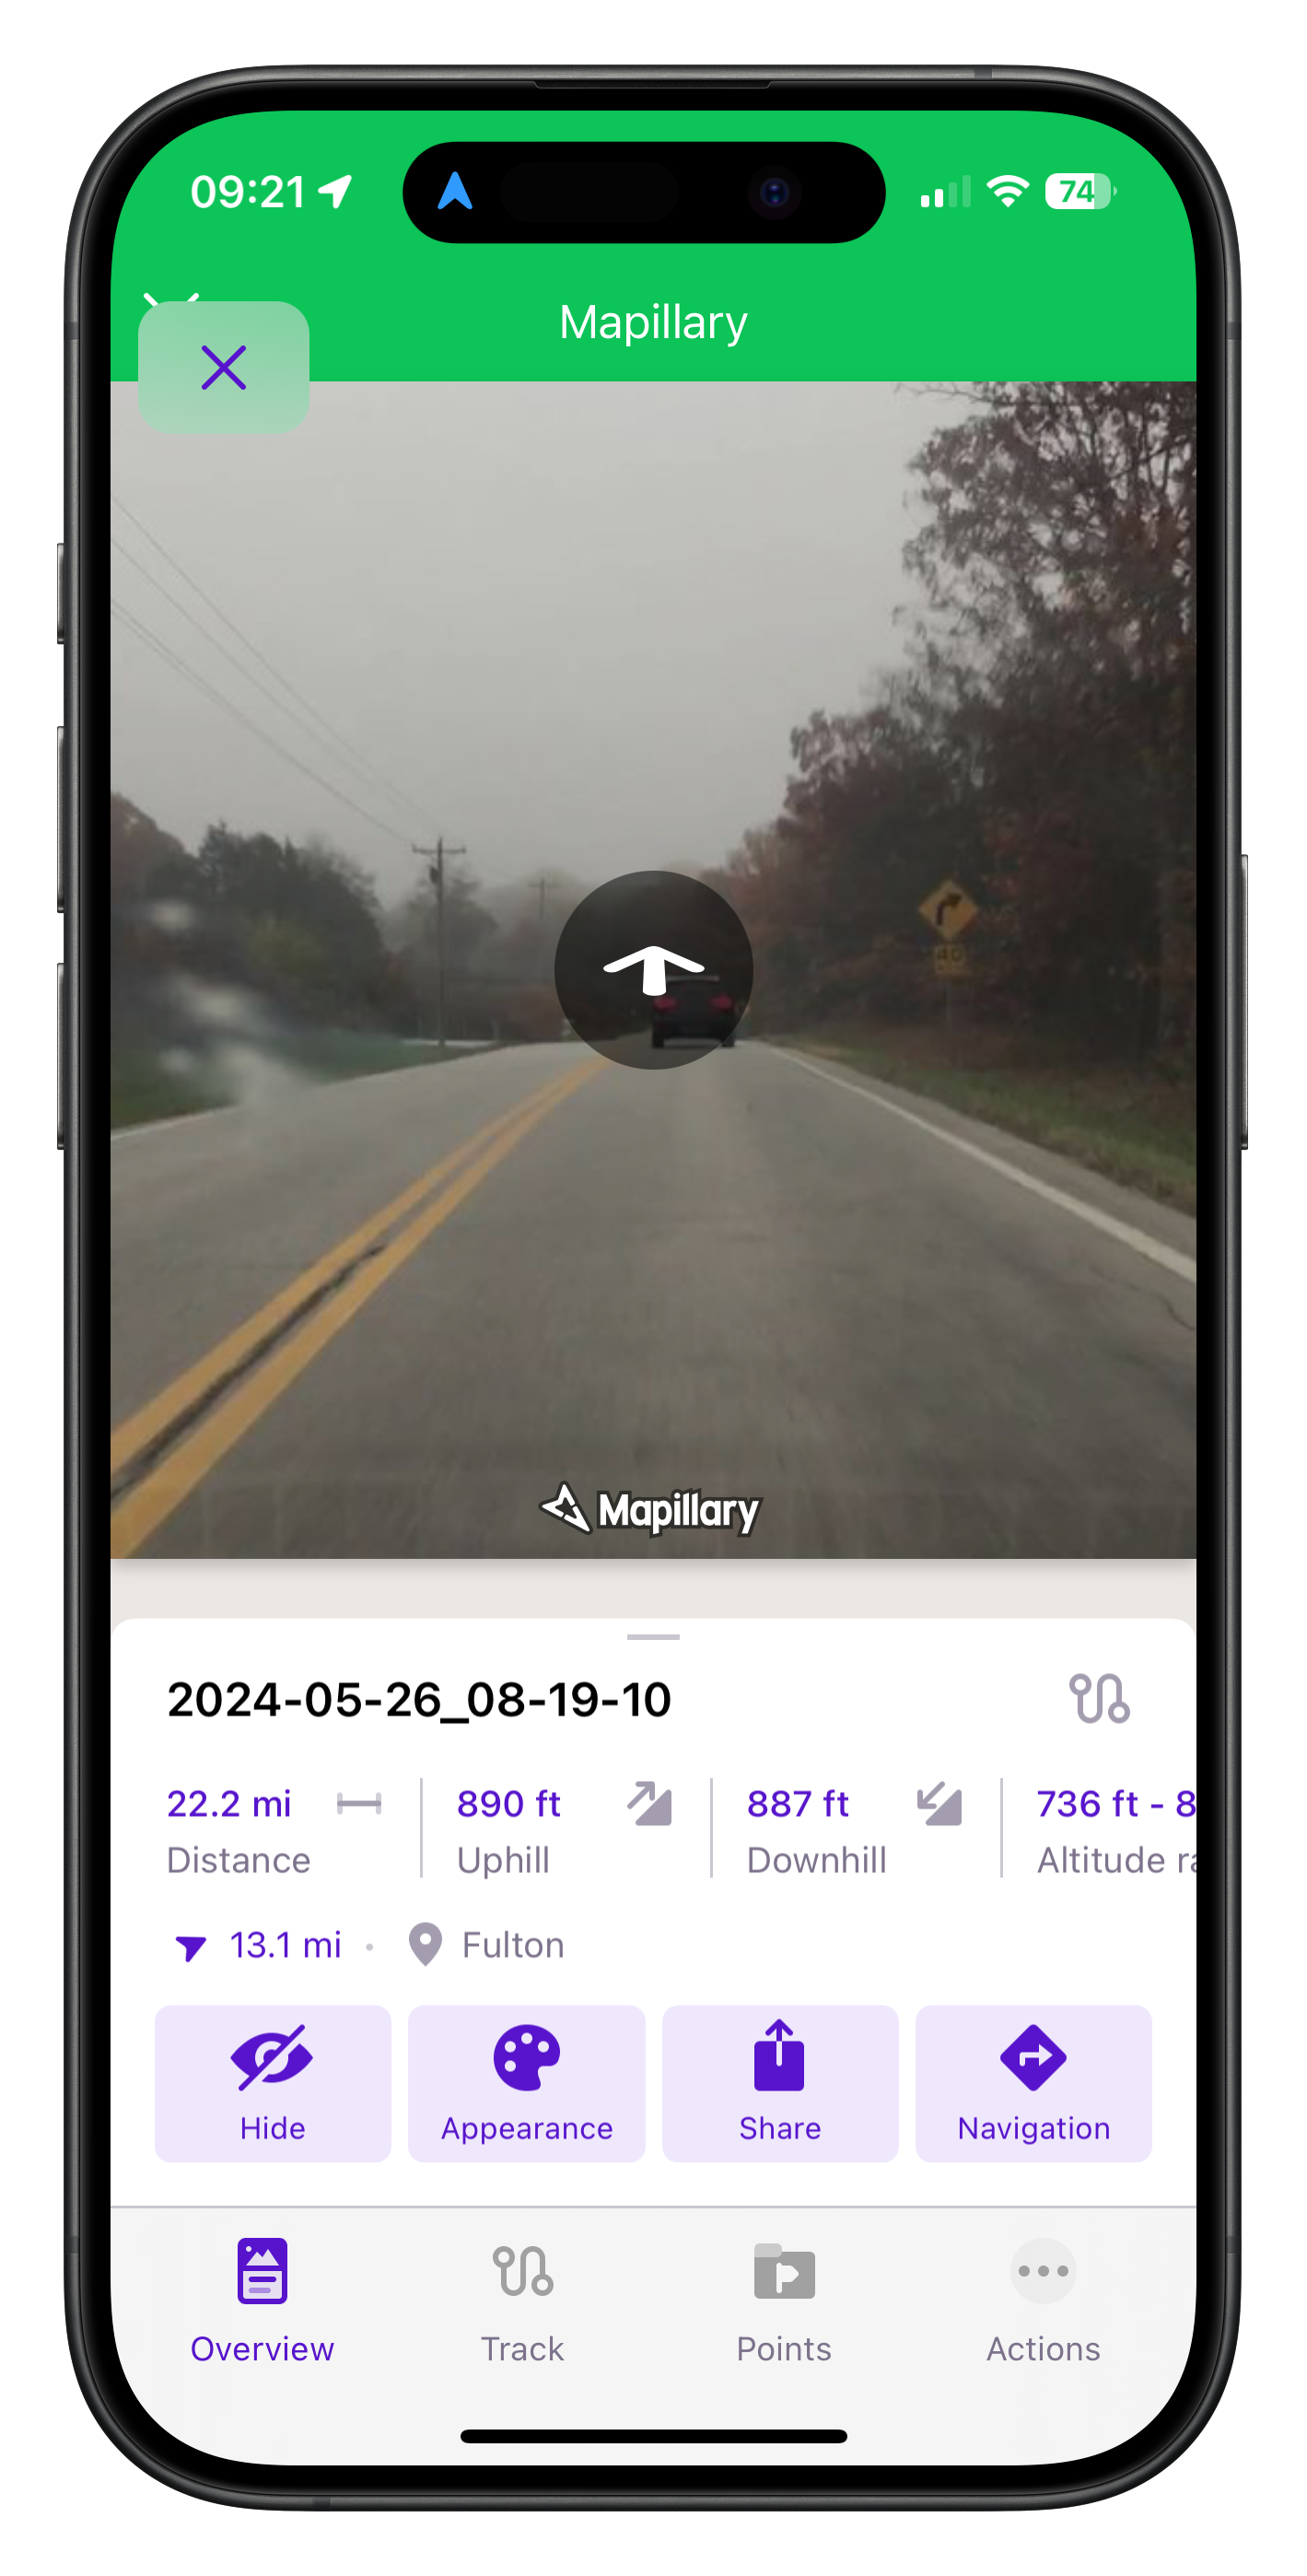 09:21
74
Mapillary
40
Mapillary
2024-05-26_08-19-10
22.2 mi
Distance
890 ft
Uphill
887 ft
Downhill
736 ft - 8
Altitude ra
13.1 mi · Fulton
Hide
Appearance
Share
Navigation
Overview
Track
Points
Actions